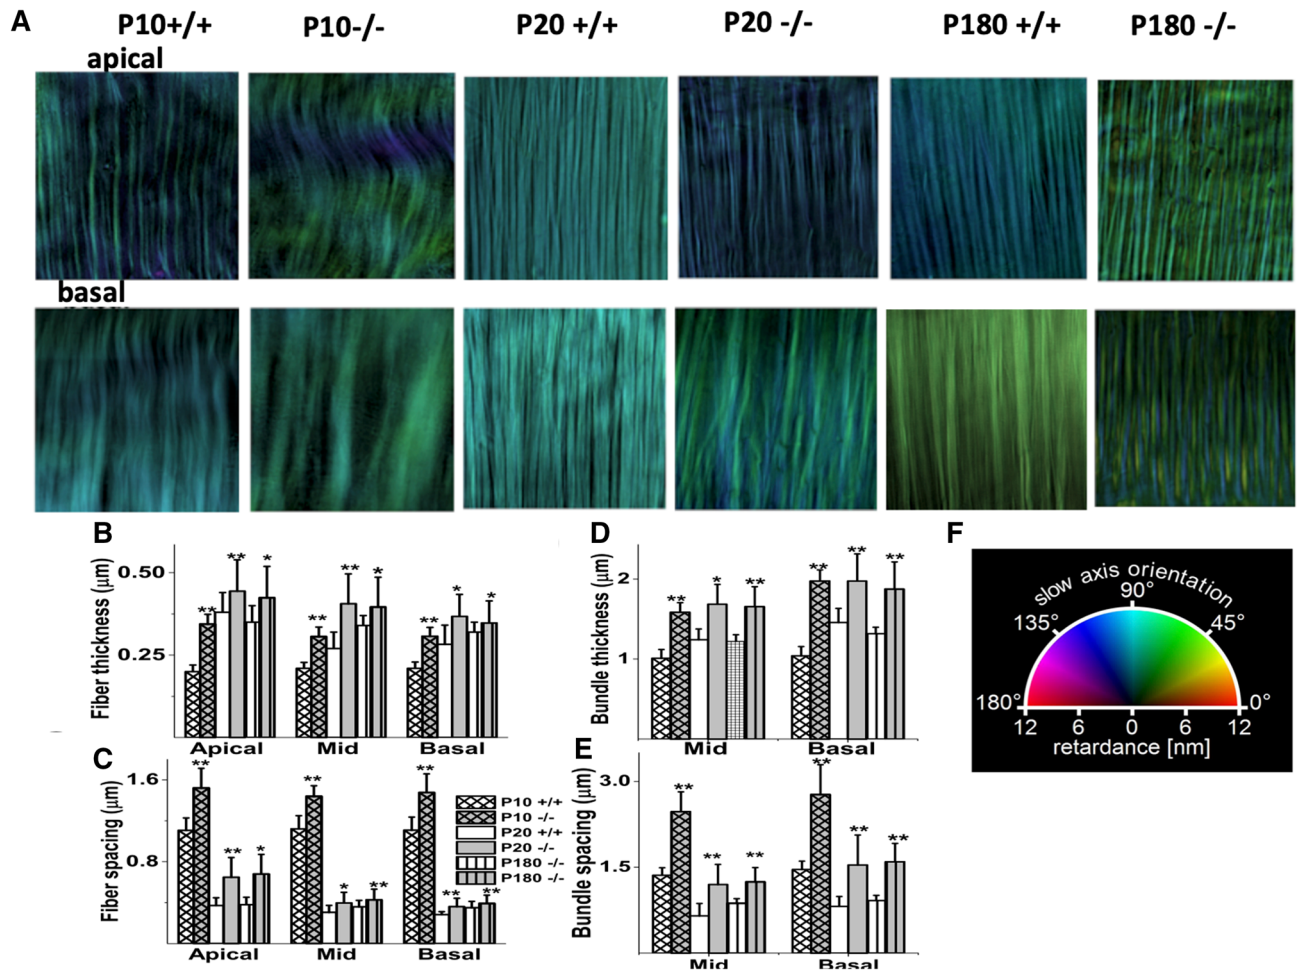 A
P10+/+ P10-/- P20 +/+ P20 -/- P180 +/+ P180 -/-
apical
basal
B
Fiber thickness (μm)
0.50
0.25
** ** * ** ** * ** * *
Apical Mid Basal
C
Fiber spacing (μm)
1.6
0.8
** ** * ** * ** ** ** **
Apical Mid Basal
P10 +/+
P10 -/-
P20 +/+
P20 -/-
P180 -/-
P180 -/-
D
Bundle thickness (μm)
2
1
** * ** ** ** **
Mid Basal
E
Bundle spacing (μm)
3.0
1.5
** ** ** ** ** **
Mid Basal
F
slow axis orientation
90°
135° 45°
180° 0°
12 6 0 6 12
retardance [nm]